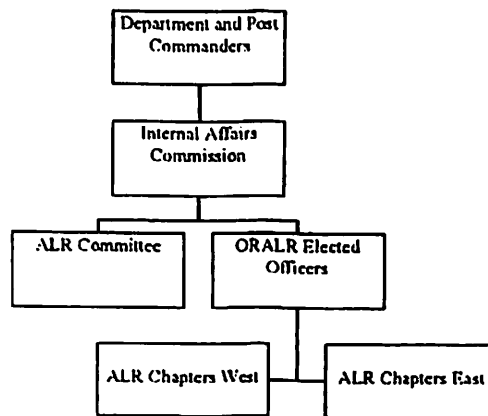 Department and Post
Commanders
Internal Affairs
Commission
ALR Committee
ORALR Elected
Officers
ALR Chapters West
ALR Chapters East